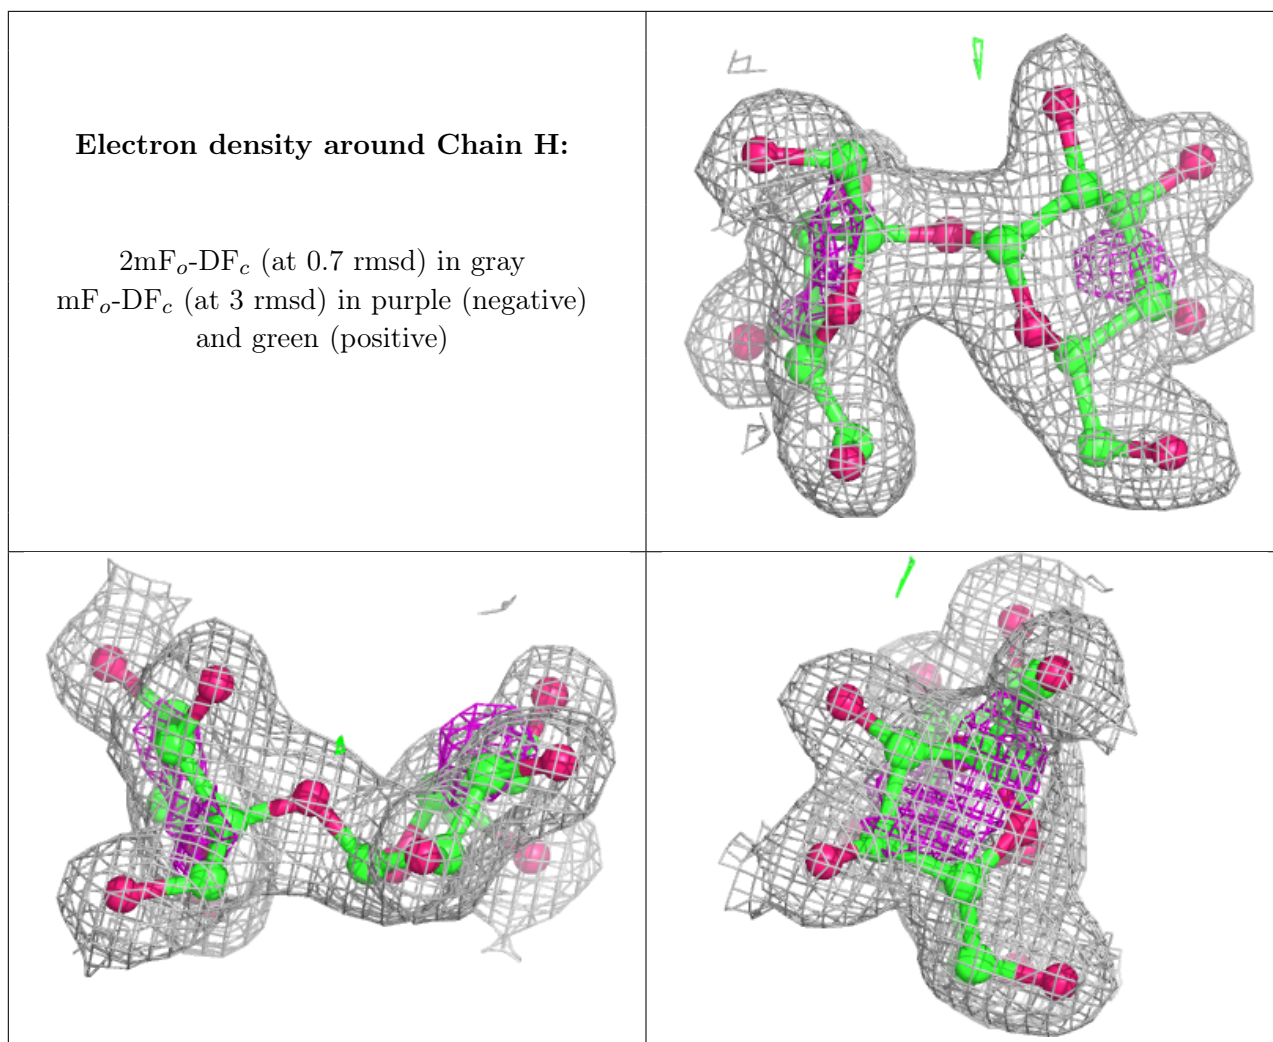 Electron density around Chain H:
2mFo-DFc (at 0.7 rmsd) in gray
mFo-DFc (at 3 rmsd) in purple (negative)
and green (positive)